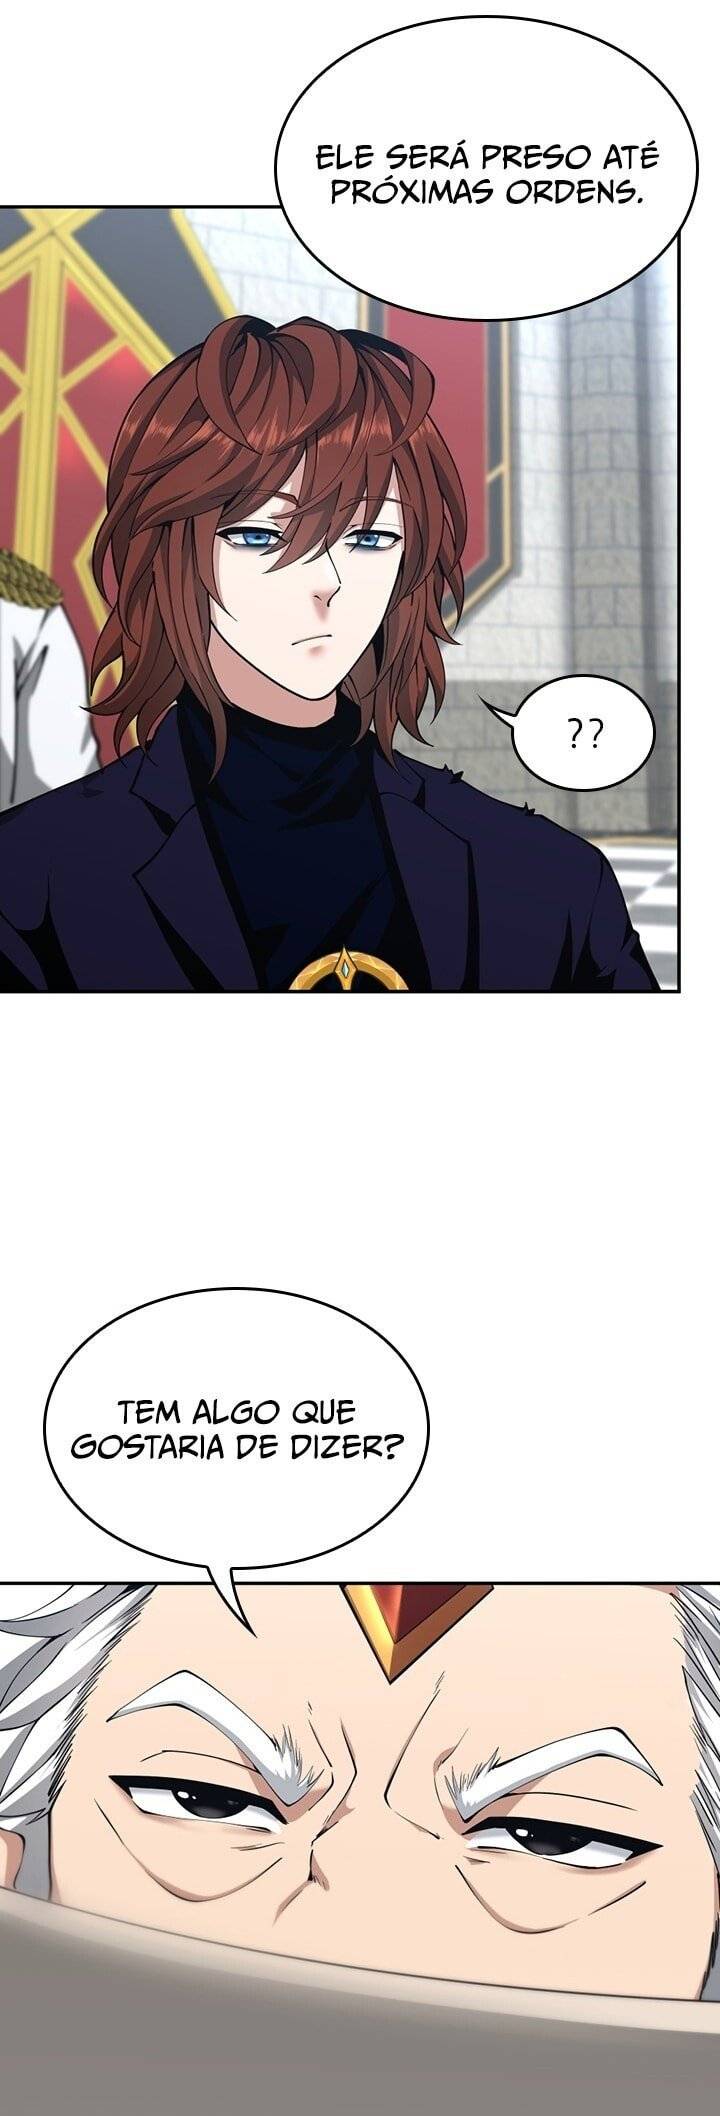 ELE SERÁ PRESO ATÉ
PRÓXIMAS ORDENS.
??
TEM ALGO QUE
GOSTARIA DE DIZER?